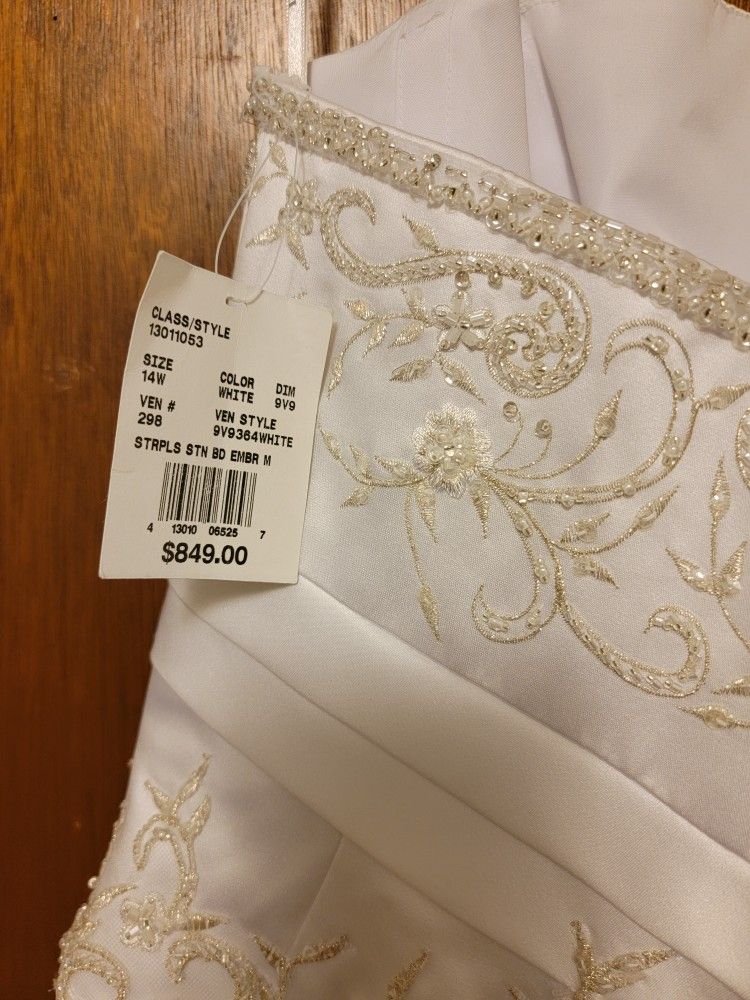 CLASS/STYLE
13011053
SIZE COLOR DIM
14W WHITE 9V9
VEN # VEN STYLE
298 9V9364WHITE
STRPLS STN BD EMBR M
4 13010 06525 7
$849.00